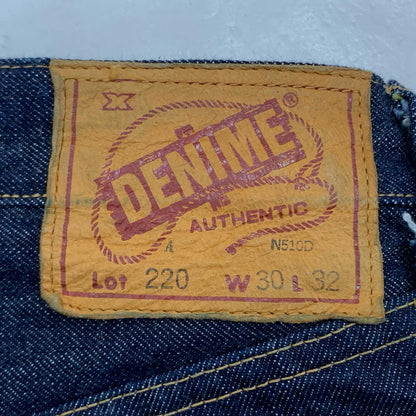 X
DENIME®
AUTHENTIC
A N510D
Lot 220 W 30 L 32